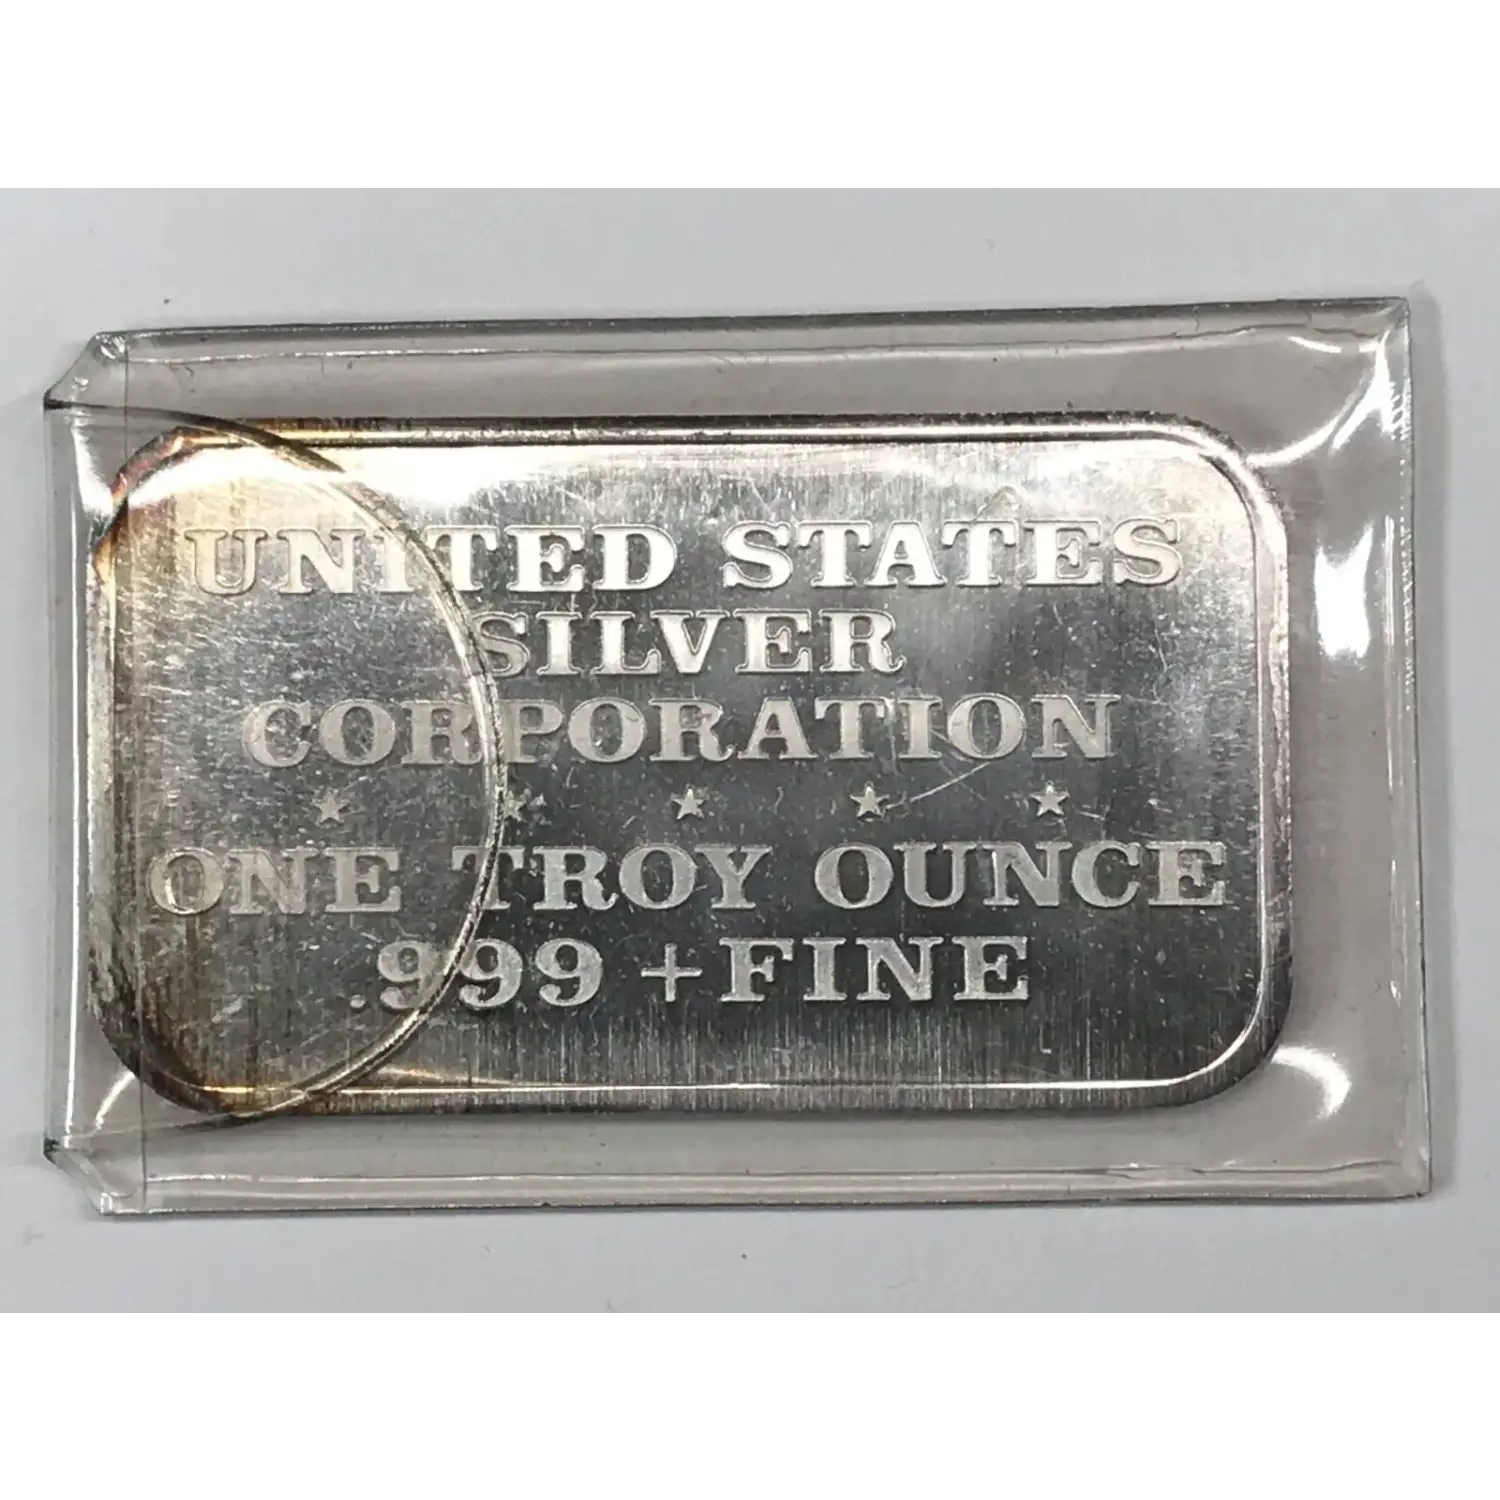 UNITED STATES
SILVER
CORPORATION
ONE TROY OUNCE
.999+FINE